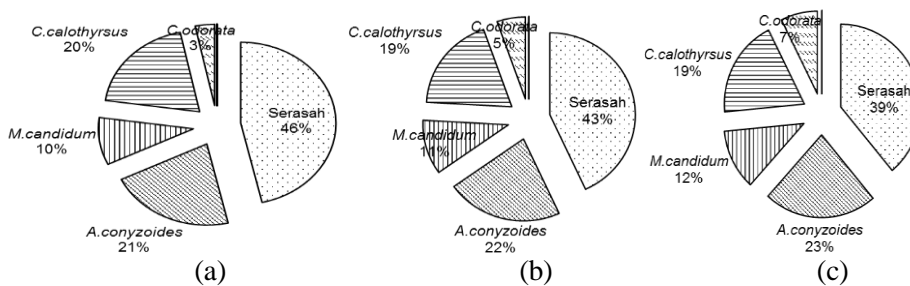 C.odorata
3%
C.calothyrsus
20%
Serasah
46%
M.candidum
10%
A.conyzoides
21%
(a)
C.odorata
5%
C.calothyrsus
19%
Serasah
43%
M.candidum
11%
A.conyzoides
22%
(b)
C.odorata
7%
C.calothyrsus
19%
Serasah
39%
M.candidum
12%
A.conyzoides
23%
(c)